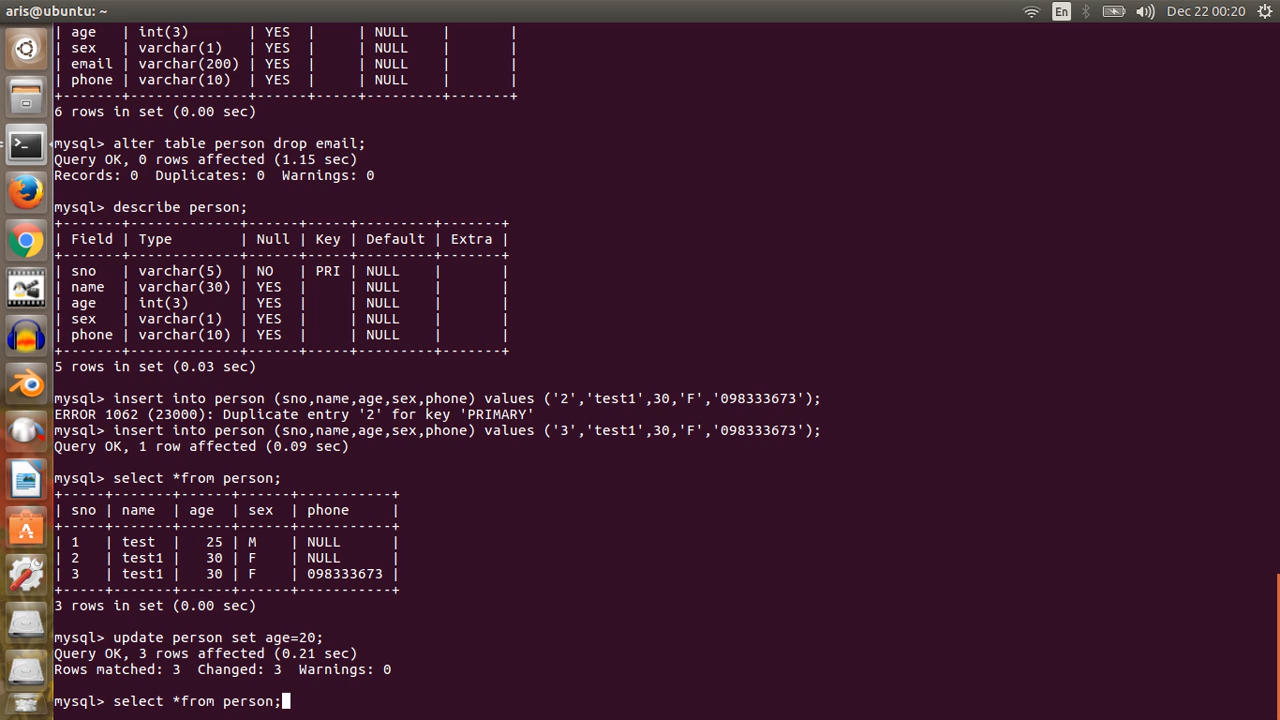 aris@ubuntu: ~ En Dec 22 00:20
| age   | int(3)       | YES  |     | NULL    |       |
| sex   | varchar(1)   | YES  |     | NULL    |       |
| email | varchar(200) | YES  |     | NULL    |       |
| phone | varchar(10)  | YES  |     | NULL    |       |
+-------+--------------+------+-----+---------+-------+
6 rows in set (0.00 sec)
mysql> alter table person drop email;
Query OK, 0 rows affected (1.15 sec)
Records: 0  Duplicates: 0  Warnings: 0
mysql> describe person;
+-------+-------------+------+-----+---------+-------+
| Field | Type        | Null | Key | Default | Extra |
+-------+-------------+------+-----+---------+-------+
| sno   | varchar(5)  | NO   | PRI | NULL    |       |
| name  | varchar(30) | YES  |     | NULL    |       |
| age   | int(3)      | YES  |     | NULL    |       |
| sex   | varchar(1)  | YES  |     | NULL    |       |
| phone | varchar(10) | YES  |     | NULL    |       |
+-------+-------------+------+-----+---------+-------+
5 rows in set (0.03 sec)
mysql> insert into person (sno,name,age,sex,phone) values ('2','test1',30,'F','098333673');
ERROR 1062 (23000): Duplicate entry '2' for key 'PRIMARY'
mysql> insert into person (sno,name,age,sex,phone) values ('3','test1',30,'F','098333673');
Query OK, 1 row affected (0.09 sec)
mysql> select *from person;
+-----+-------+------+------+-----------+
| sno | name  | age  | sex  | phone     |
+-----+-------+------+------+-----------+
| 1   | test  |   25 | M    | NULL      |
| 2   | test1 |   30 | F    | NULL      |
| 3   | test1 |   30 | F    | 098333673 |
+-----+-------+------+------+-----------+
3 rows in set (0.00 sec)
mysql> update person set age=20;
Query OK, 3 rows affected (0.21 sec)
Rows matched: 3  Changed: 3  Warnings: 0
mysql> select *from person;